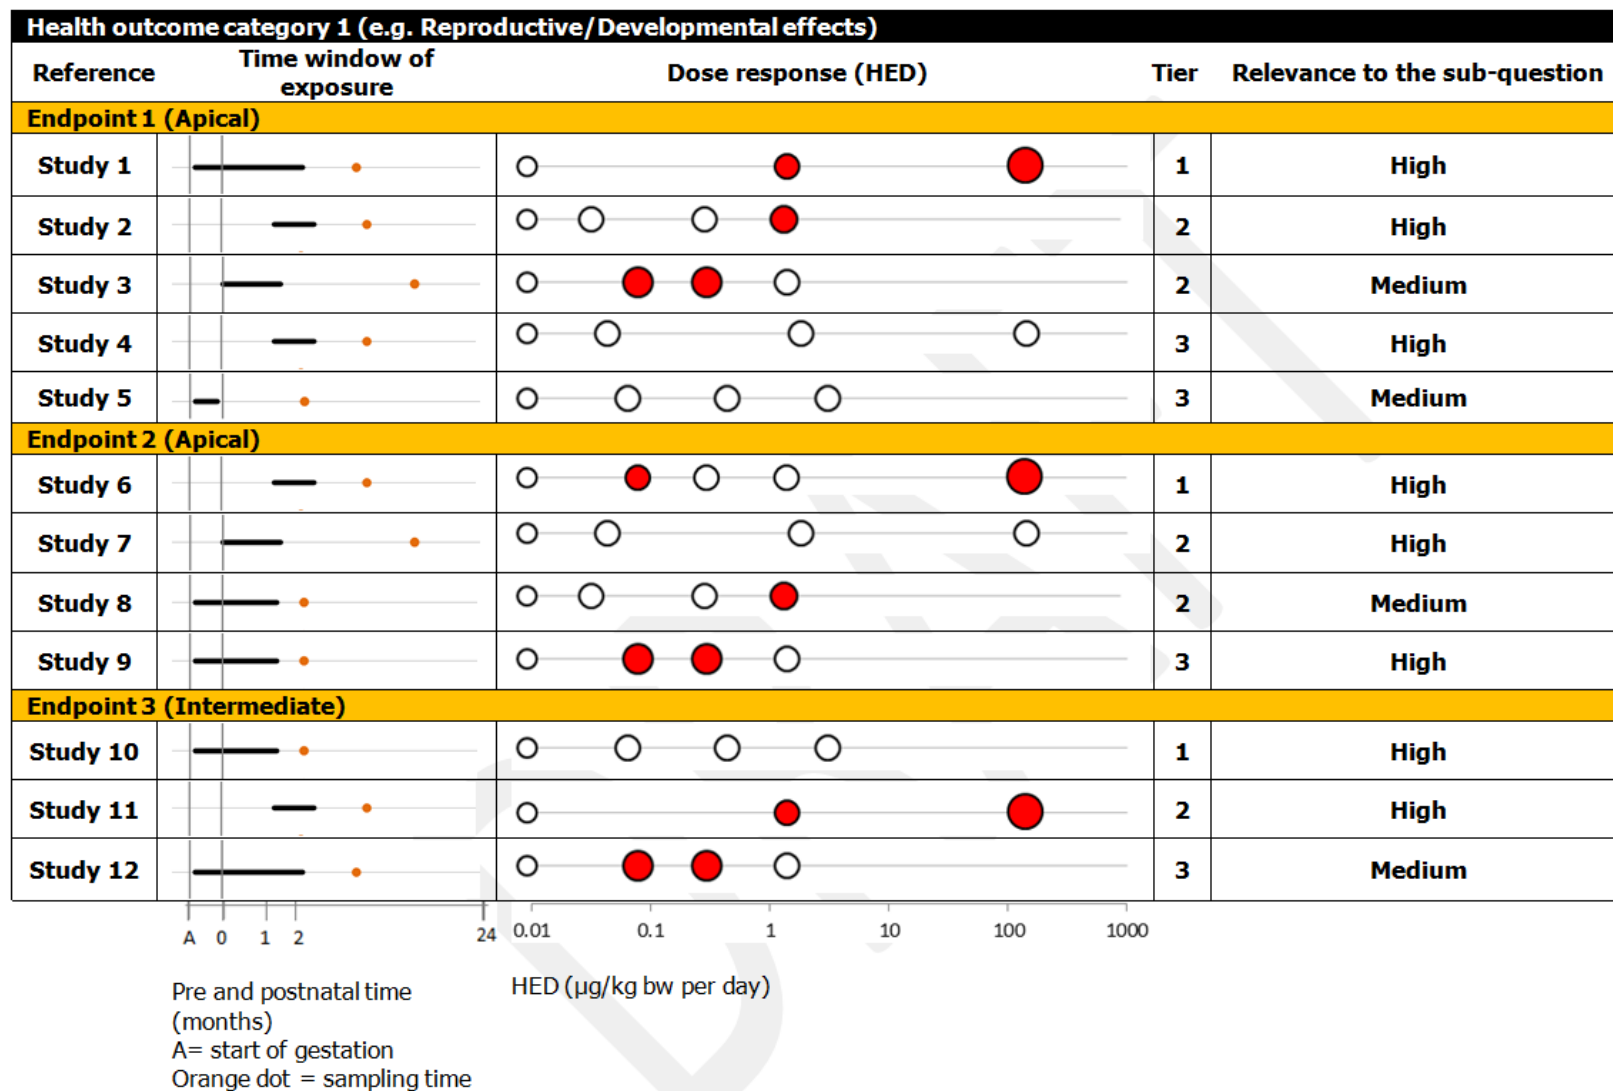 Health outcome category 1 (e.g. Reproductive/Developmental effects)
Reference Time window of exposure Dose response (HED) Tier Relevance to the sub-question
Endpoint 1 (Apical)
Study 1 1 High
Study 2 2 High
Study 3 2 Medium
Study 4 3 High
Study 5 3 Medium
Endpoint 2 (Apical)
Study 6 1 High
Study 7 2 High
Study 8 2 Medium
Study 9 3 High
Endpoint 3 (Intermediate)
Study 10 1 High
Study 11 2 High
Study 12 3 Medium
A 0 1 2 24 0.01 0.1 1 10 100 1000
Pre and postnatal time
(months)
A= start of gestation
Orange dot = sampling time
HED (µg/kg bw per day)